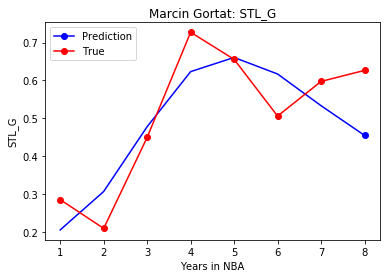 Marcin Gortat: STL_G
Prediction
True
0.7
0.6
0.5
0.4
0.3
0.2
STL_G
1 2 3 4 5 6 7 8
Years in NBA